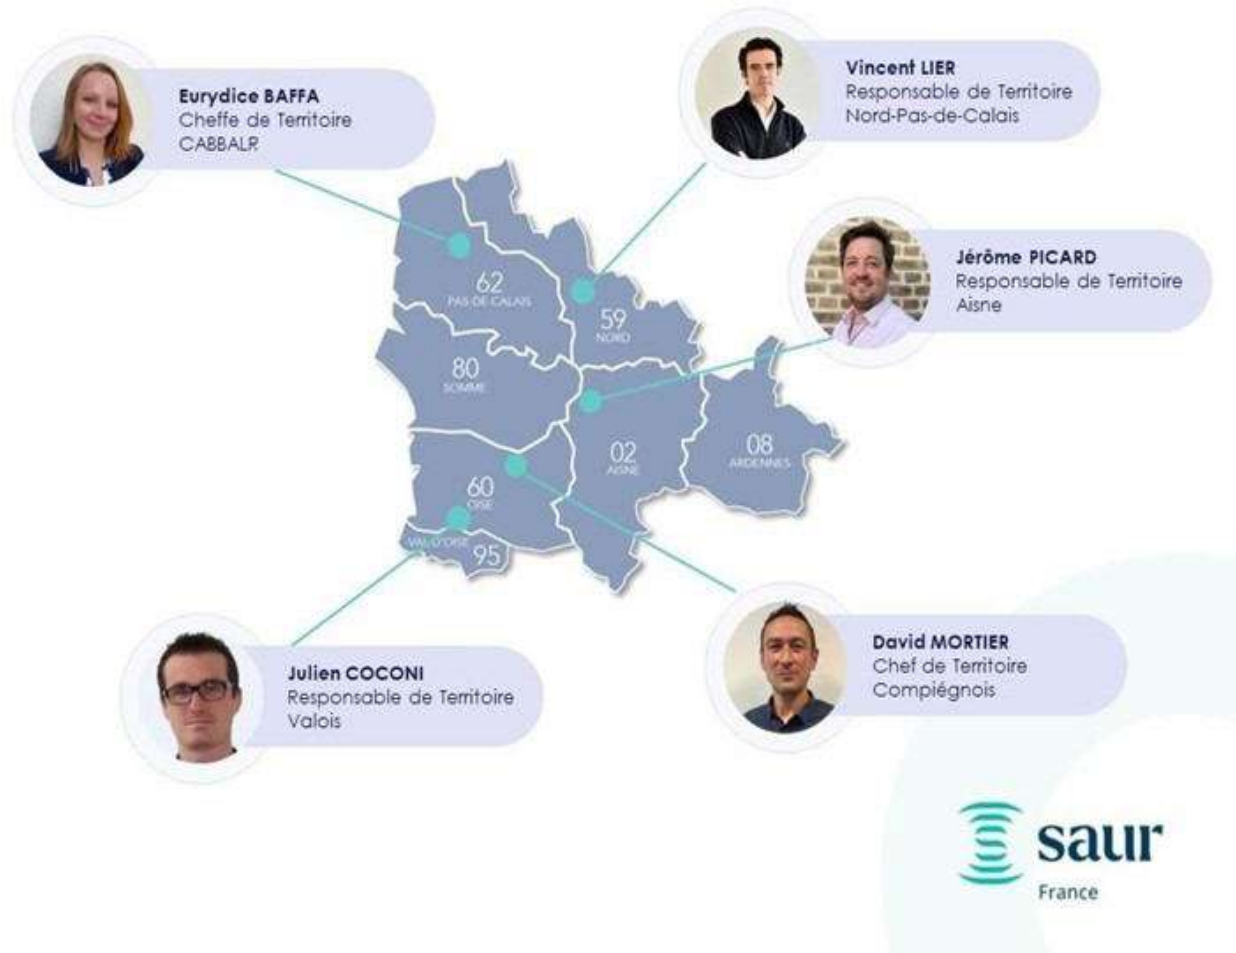 Eurydice BAFFA
Cheffe de Territoire
CABBALR
Vincent LIER
Responsable de Territoire
Nord-Pas-de-Calais
Jérôme PICARD
Responsable de Territoire
Aisne
62
PAS-DE-CALAIS
59
NORD
80
SOMME
02
AISNE
08
ARDENNES
60
OISE
VAL-D'OISE 95
Julien COCONI
Responsable de Territoire
Valois
David MORTIER
Chef de Territoire
Compiégnois
saur
France